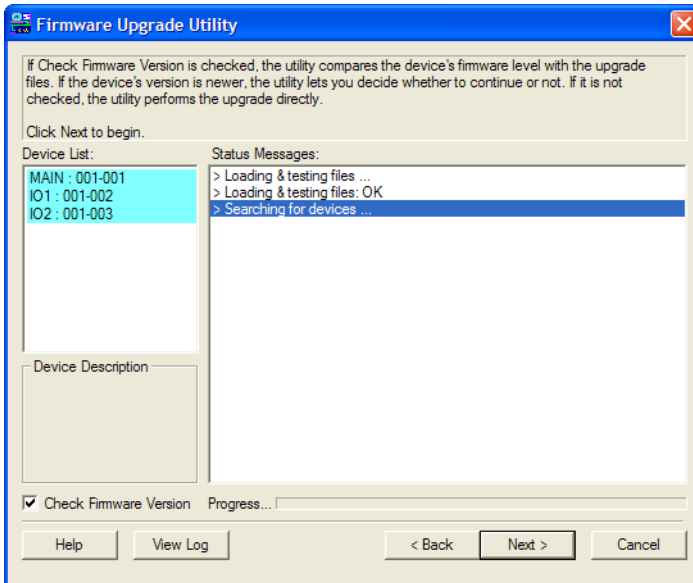 Firmware Upgrade Utility
If Check Firmware Version is checked, the utility compares the device's firmware level with the upgrade
files. If the device's version is newer, the utility lets you decide whether to continue or not. If it is not
checked, the utility performs the upgrade directly.
Click Next to begin.
Device List:
MAIN : 001-001
IO1 : 001-002
IO2 : 001-003
Status Messages:
> Loading & testing files ...
> Loading & testing files: OK
> Searching for devices ...
Device Description
Check Firmware Version
Progress...
Help
View Log
< Back
Next >
Cancel